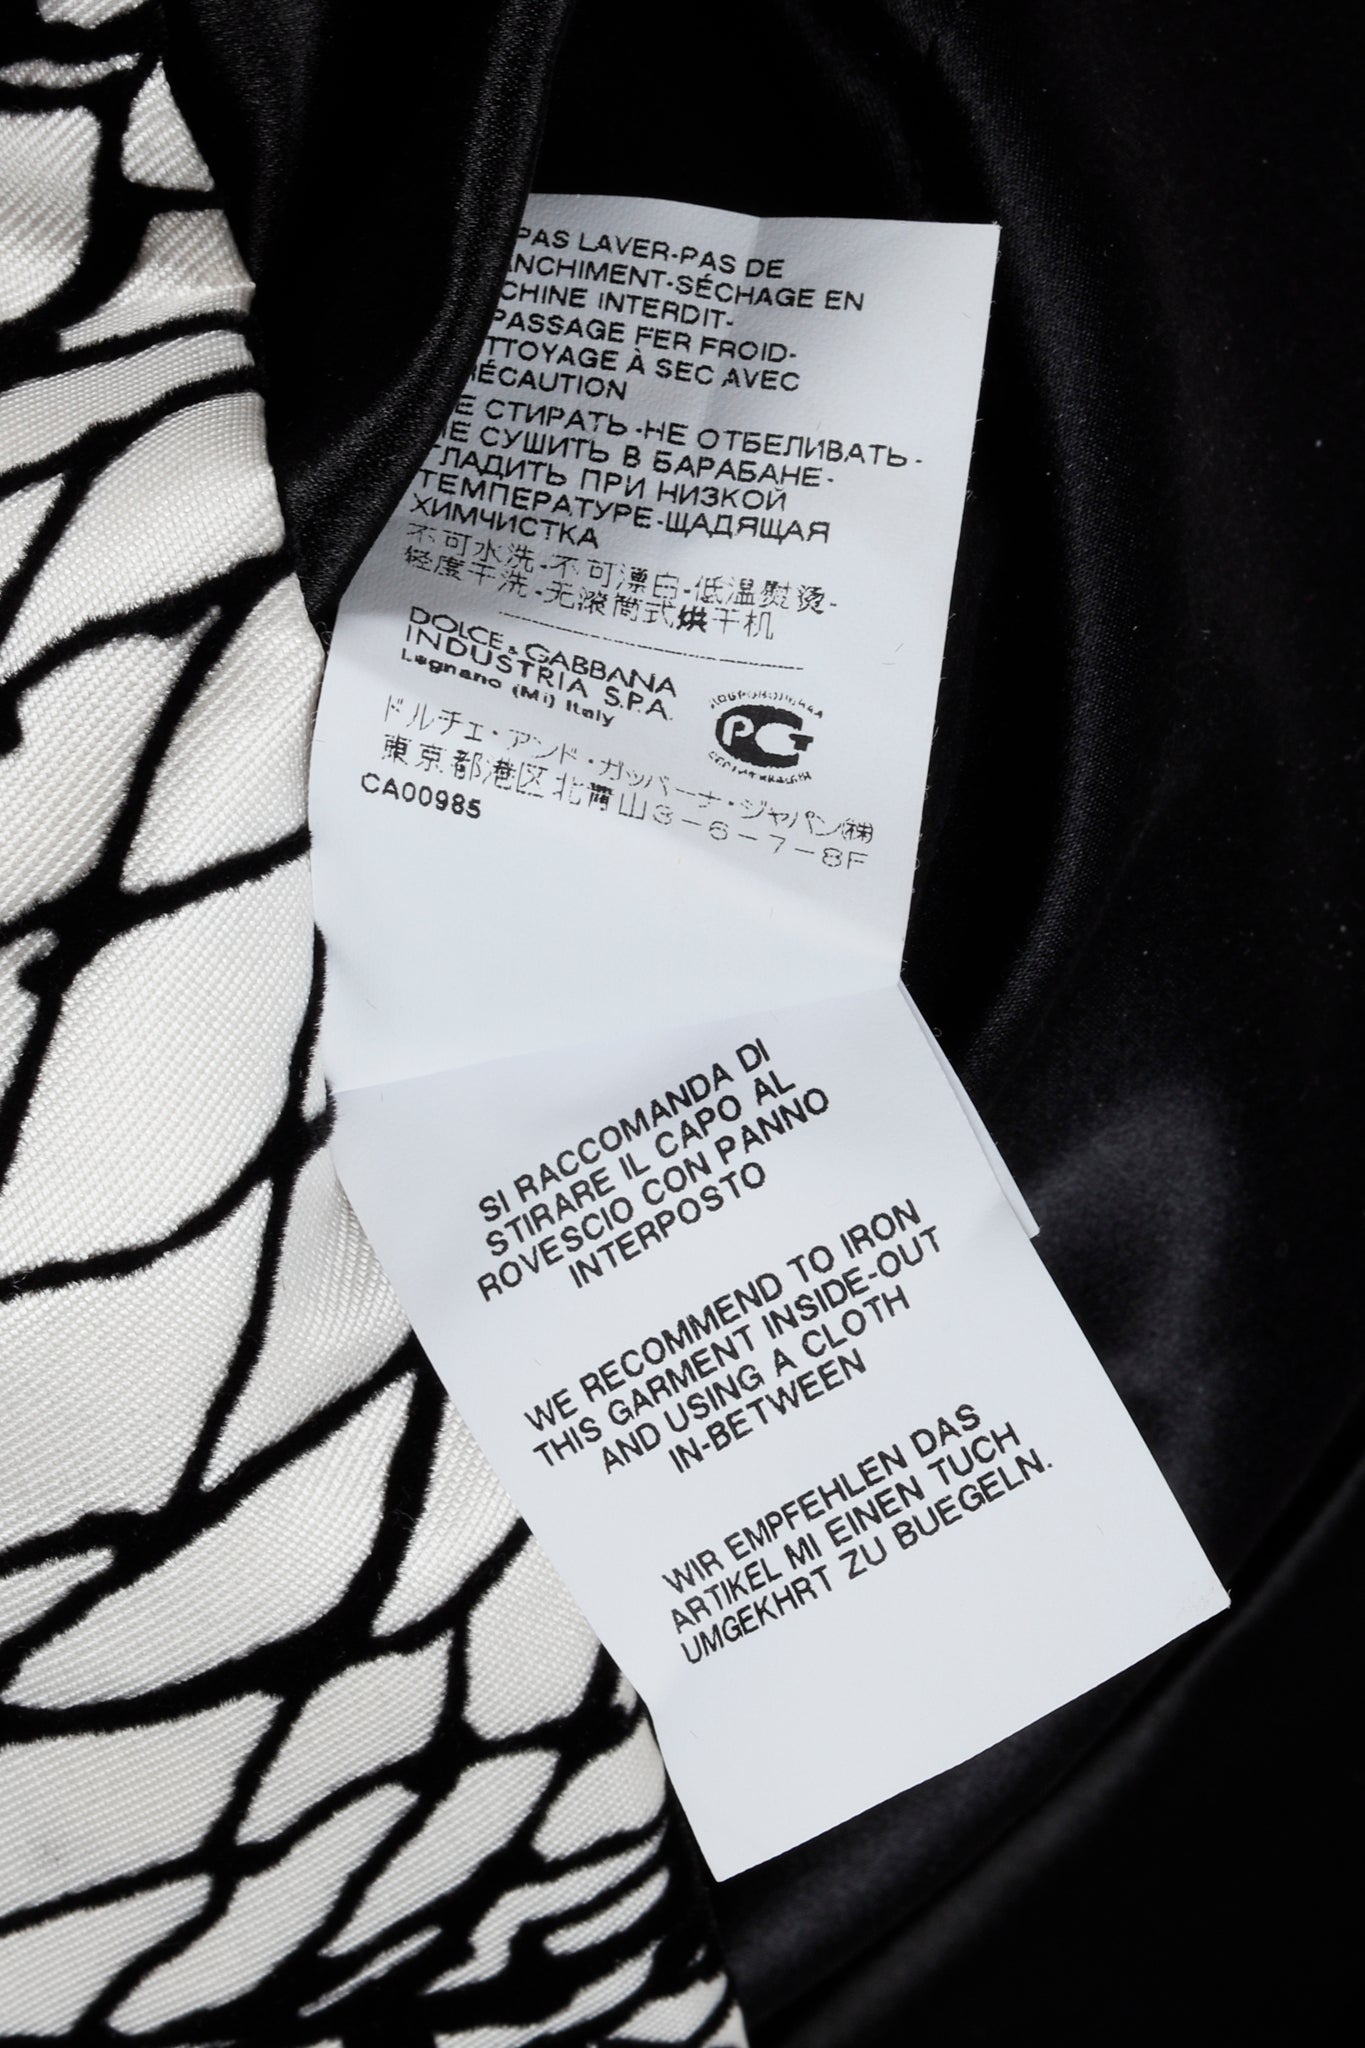 PAS LAVER-PAS DE
NCHIMENT-SÉCHAGE EN
CHINE INTERDIT-
PASSAGE FER FROID-
TTOYAGE À SEC AVEC
ÉCAUTION
Е СТИРАТЬ-НЕ ОТБЕЛИВАТЬ-
НЕ СУШИТЬ В БАРАБАНЕ-
ГЛАДИТЬ ПРИ НИЗКОЙ
ТЕМПЕРАТУРЕ-ЩАДЯЩАЯ
ХИМЧИСТКА
不可水洗-不可漂白-低温熨烫-
轻度干洗-无滚筒式烘干机
DOLCE & GABBANA
INDUSTRIA S.P.A.
Legnano (Mi) Italy
PCT
ドルチェ・アンド・ガッバーナ・ジャパン(株)
東京都港区北青山3-6-7-8F
CA00985
SI RACCOMANDA DI
STIRARE IL CAPO AL
ROVESCIO CON PANNO
INTERPOSTO
WE RECOMMEND TO IRON
THIS GARMENT INSIDE-OUT
AND USING A CLOTH
IN-BETWEEN
WIR EMPFEHLEN DAS
ARTIKEL MI EINEN TUCH
UMGEKHRT ZU BUEGELN.